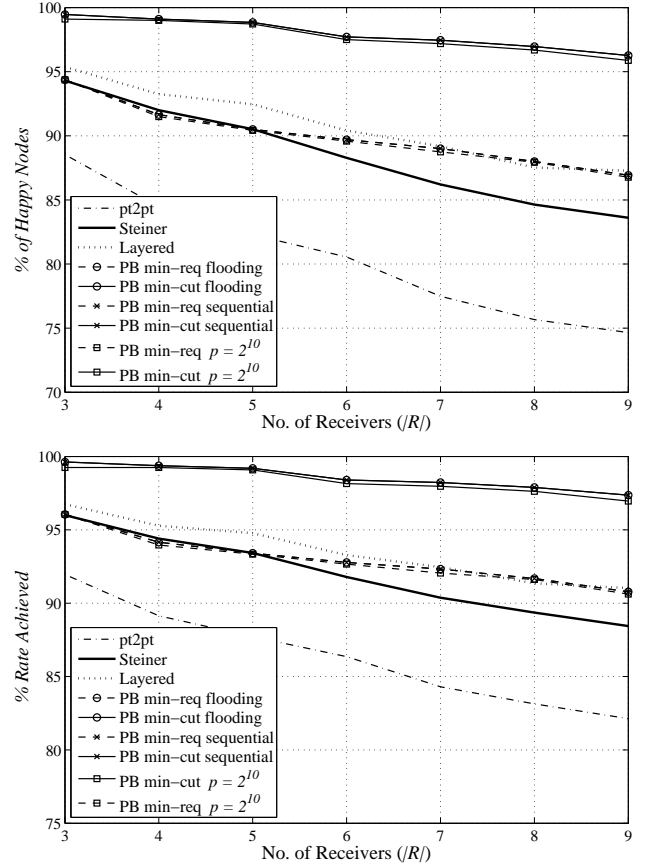 100
95
90
85
80
75
70
% of Happy Nodes
pt2pt
Steiner
Layered
PB min−req flooding
PB min−cut flooding
PB min−req sequential
PB min−cut sequential
PB min−req p = 2^10
PB min−cut p = 2^10
3 4 5 6 7 8 9
No. of Receivers (|R|)
100
95
90
85
80
75
% Rate Achieved
pt2pt
Steiner
Layered
PB min−req flooding
PB min−cut flooding
PB min−req sequential
PB min−cut sequential
PB min−cut p = 2^10
PB min−req p = 2^10
3 4 5 6 7 8 9
No. of Receivers (|R|)